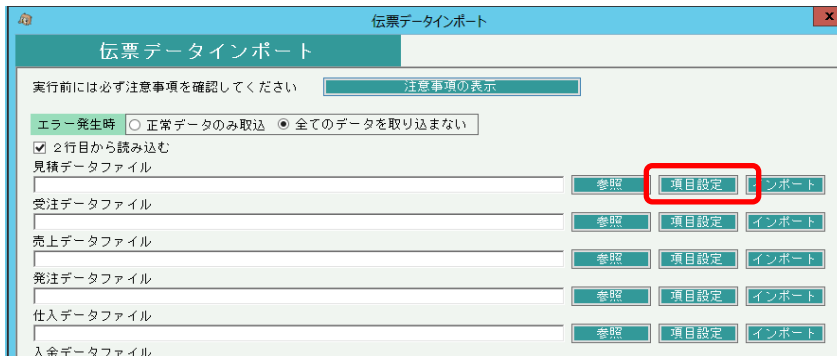 伝票データインポート
x
伝票データインポート
実行前には必ず注意事項を確認してください 注意事項の表示
エラー発生時 正常データのみ取込 全てのデータを取り込まない
2行目から読み込む
見積データファイル
参照 項目設定 インポート
受注データファイル
参照 項目設定 インポート
売上データファイル
参照 項目設定 インポート
発注データファイル
参照 項目設定 インポート
仕入データファイル
参照 項目設定 インポート
入金データファイル